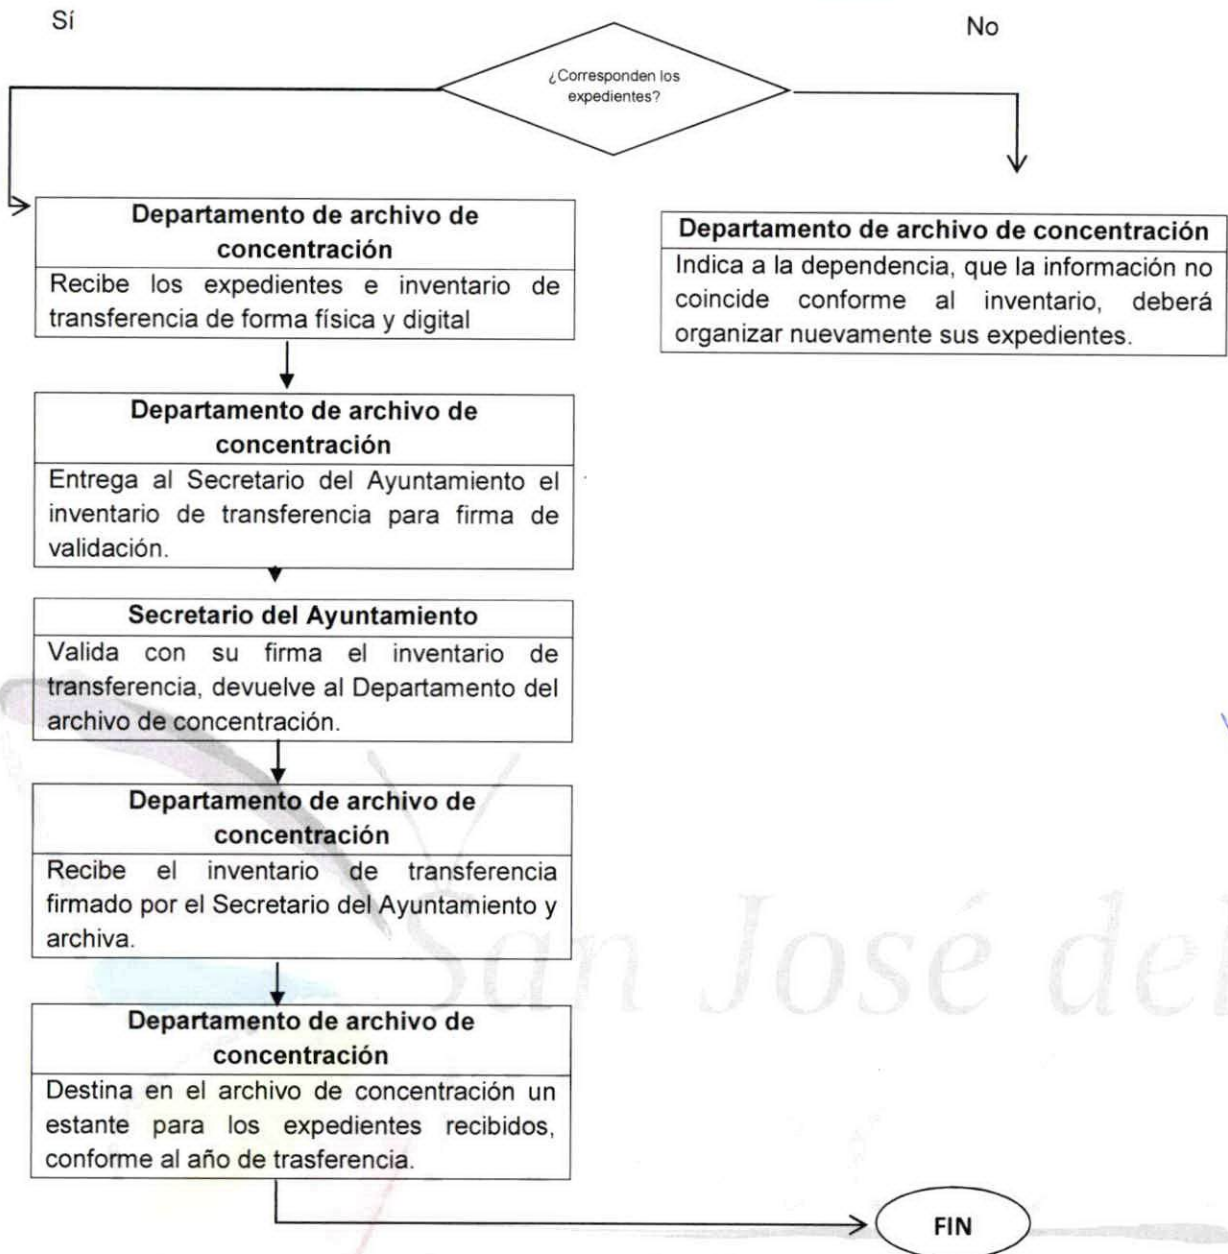 Sí
No
¿Corresponden los
expedientes?
Departamento de archivo de
concentración
Recibe los expedientes e inventario de
transferencia de forma física y digital
Departamento de archivo de concentración
Indica a la dependencia, que la información no
coincide conforme al inventario, deberá
organizar nuevamente sus expedientes.
Departamento de archivo de
concentración
Entrega al Secretario del Ayuntamiento el
inventario de transferencia para firma de
validación.
Secretario del Ayuntamiento
Valida con su firma el inventario de
transferencia, devuelve al Departamento del
archivo de concentración.
Departamento de archivo de
concentración
Recibe el inventario de transferencia
firmado por el Secretario del Ayuntamiento y
archiva.
San José del
Departamento de archivo de
concentración
Destina en el archivo de concentración un
estante para los expedientes recibidos,
conforme al año de trasferencia.
FIN